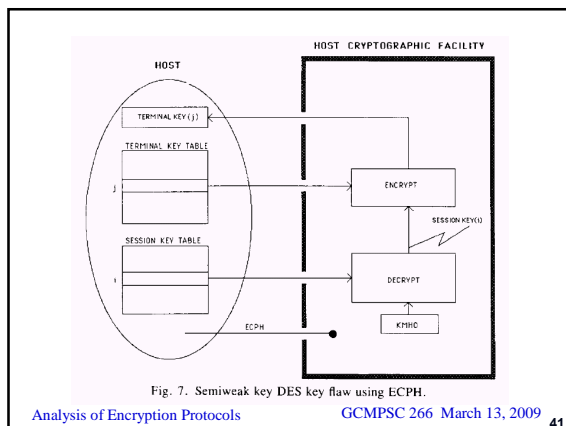 HOST CRYPTOGRAPHIC FACILITY
HOST
TERMINAL KEY (j)
TERMINAL KEY TABLE
j
ENCRYPT
SESSION KEY(i)
SESSION KEY TABLE
i
DECRYPT
ECPH
KMH0
Fig. 7. Semiweak key DES key flaw using ECPH.
Analysis of Encryption Protocols GCMPSC 266 March 13, 2009 41